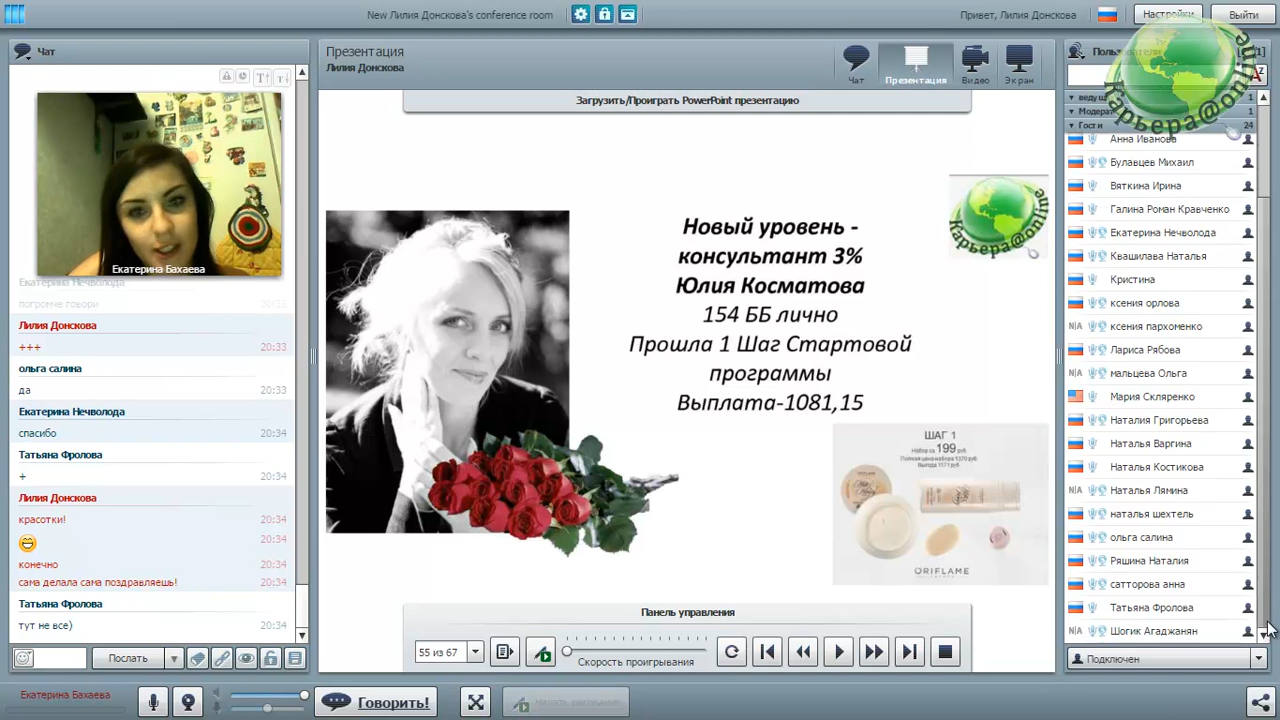 New Лилия Донскова's conference room
Привет, Лилия Донскова
Настройки
Выйти
Чат
Екатерина Бахаева
Екатерина Нечволода
погромче говори
Лилия Донскова
+++ 20:33
ольга салина
да 20:33
Екатерина Нечволода
спасибо 20:34
Татьяна Фролова
+ 20:34
Лилия Донскова
красотки! 20:34
20:34
конечно 20:34
сама делала сама поздравляешь! 20:34
Татьяна Фролова
тут не все) 20:34
Послать
Екатерина Бахаева
Говорить!
Презентация
Лилия Донскова
Чат
Презентация
Видео
Экран
Загрузить/Проиграть PowerPoint презентацию
Карьера@online
Новый уровень -
консультант 3%
Юлия Косматова
154 ББ лично
Прошла 1 Шаг Стартовой
программы
Выплата-1081,15
ШАГ 1
199
ORIFLAME
Панель управления
55 из 67
Скорость проигрывания
Карьера@online
Гости 24
Анна Иванова
Булавцев Михаил
Вяткина Ирина
Галина Роман Кравченко
Екатерина Нечволода
Квашилава Наталья
Кристина
ксения орлова
N/A ксения пархоменко
Лариса Рябова
N/A мальцева Ольга
Мария Скляренко
Наталия Григорьева
Наталья Варгина
Наталья Костикова
N/A Наталья Лямина
наталья шехтель
ольга салина
Ряшина Наталия
сатторова анна
Татьяна Фролова
N/A Шогик Агаджанян
Подключен